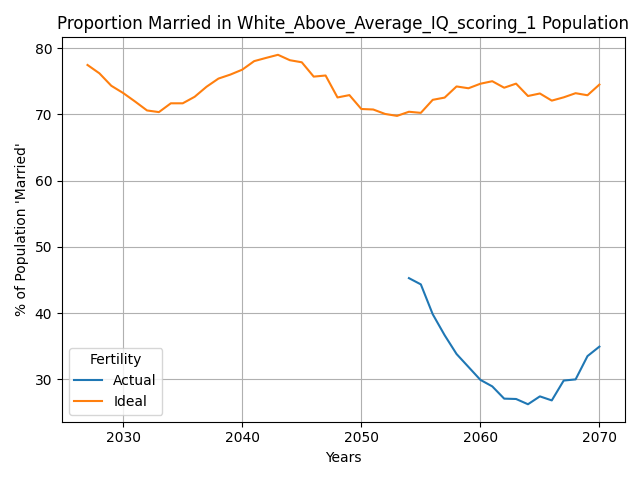 Proportion Married in White_Above_Average_IQ_scoring_1 Population
% of Population 'Married'
80
70
60
50
40
30
Fertility
Actual
Ideal
2030
2040
2050
2060
2070
Years